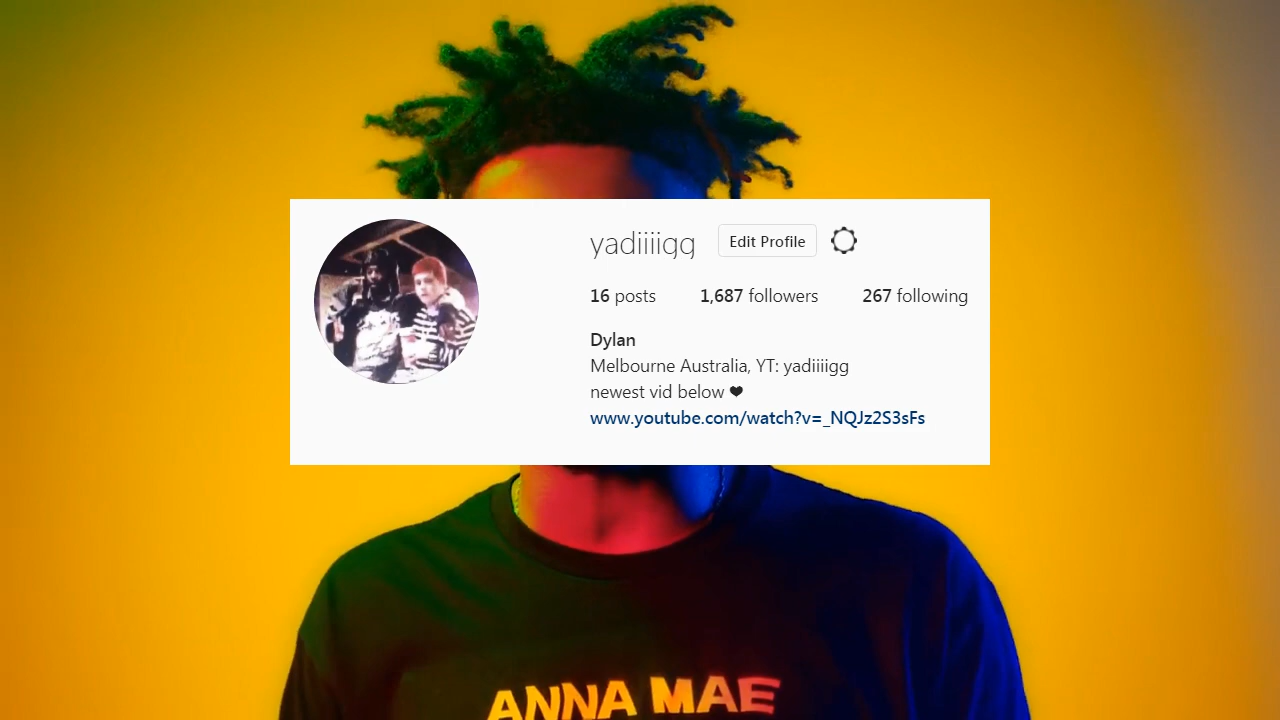 yadiiiigg
Edit Profile
16 posts 1,687 followers 267 following
Dylan
Melbourne Australia, YT: yadiiiigg
newest vid below ❤
www.youtube.com/watch?v=_NQJz2S3sFs
ANNA MAE